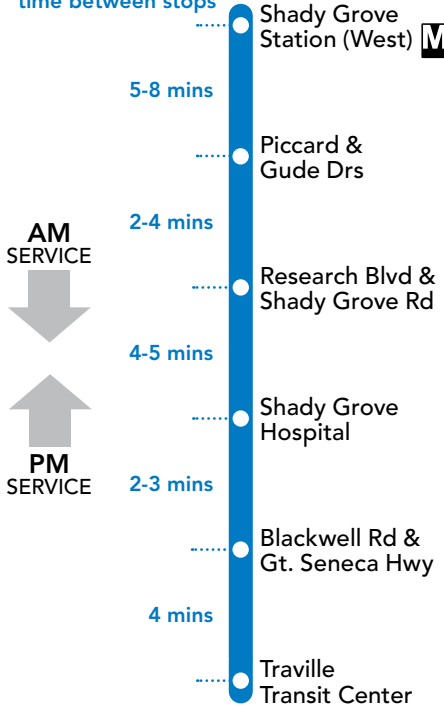 time between stops
Shady Grove
Station (West) M
5-8 mins
Piccard &
Gude Drs
2-4 mins
AM
SERVICE
Research Blvd &
Shady Grove Rd
4-5 mins
Shady Grove
Hospital
PM
SERVICE
2-3 mins
Blackwell Rd &
Gt. Seneca Hwy
4 mins
Traville
Transit Center